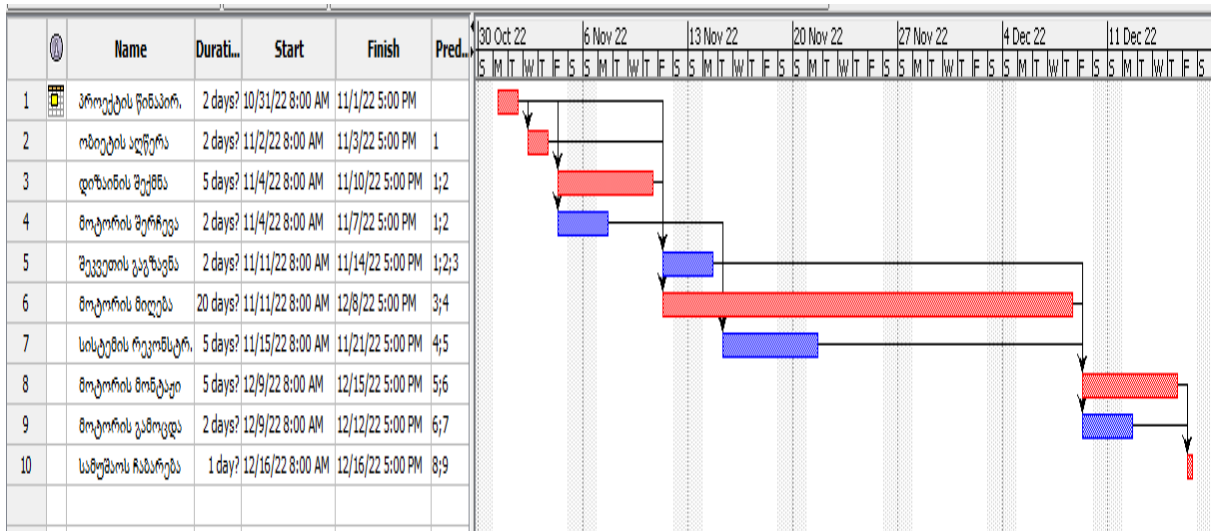 Name Durati... Start Finish Pred... 30 Oct 22 6 Nov 22 13 Nov 22 20 Nov 22 27 Nov 22 4 Dec 22 11 Dec 22
S M T W T F S S M T W T F S S M T W T F S S M T W T F S S M T W T F S S M T W T F S S M T W T F S
1 პროექტის წინაპირ. 2 days? 10/31/22 8:00 AM 11/1/22 5:00 PM
2 ობიეტის აღწერა 2 days? 11/2/22 8:00 AM 11/3/22 5:00 PM 1
3 დიზაინის შექმნა 5 days? 11/4/22 8:00 AM 11/10/22 5:00 PM 1;2
4 მოტორის შერჩევა 2 days? 11/4/22 8:00 AM 11/7/22 5:00 PM 1;2
5 შეკვეთის გაგზავნა 2 days? 11/11/22 8:00 AM 11/14/22 5:00 PM 1;2;3
6 მოტორის მიღება 20 days? 11/11/22 8:00 AM 12/8/22 5:00 PM 3;4
7 სისტემის რეკონსტრ. 5 days? 11/15/22 8:00 AM 11/21/22 5:00 PM 4;5
8 მოტორის მონტაჟი 5 days? 12/9/22 8:00 AM 12/15/22 5:00 PM 5;6
9 მოტორის გამოცდა 2 days? 12/9/22 8:00 AM 12/12/22 5:00 PM 6;7
10 სამუშაოს ჩაბარება 1 day? 12/16/22 8:00 AM 12/16/22 5:00 PM 8;9